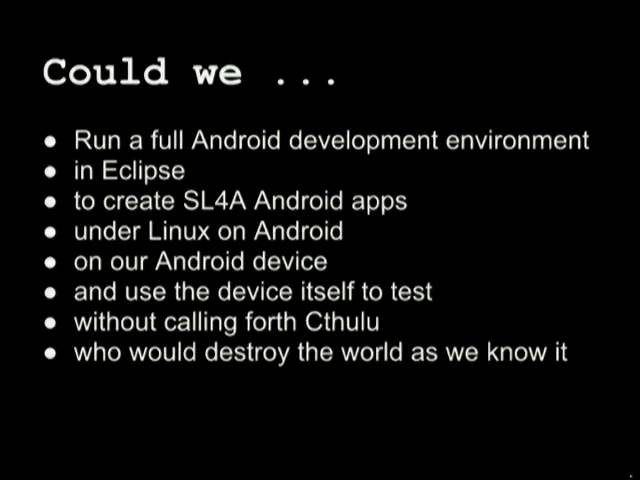 Could we ...
● Run a full Android development environment
● in Eclipse
● to create SL4A Android apps
● under Linux on Android
● on our Android device
● and use the device itself to test
● without calling forth Cthulu
● who would destroy the world as we know it